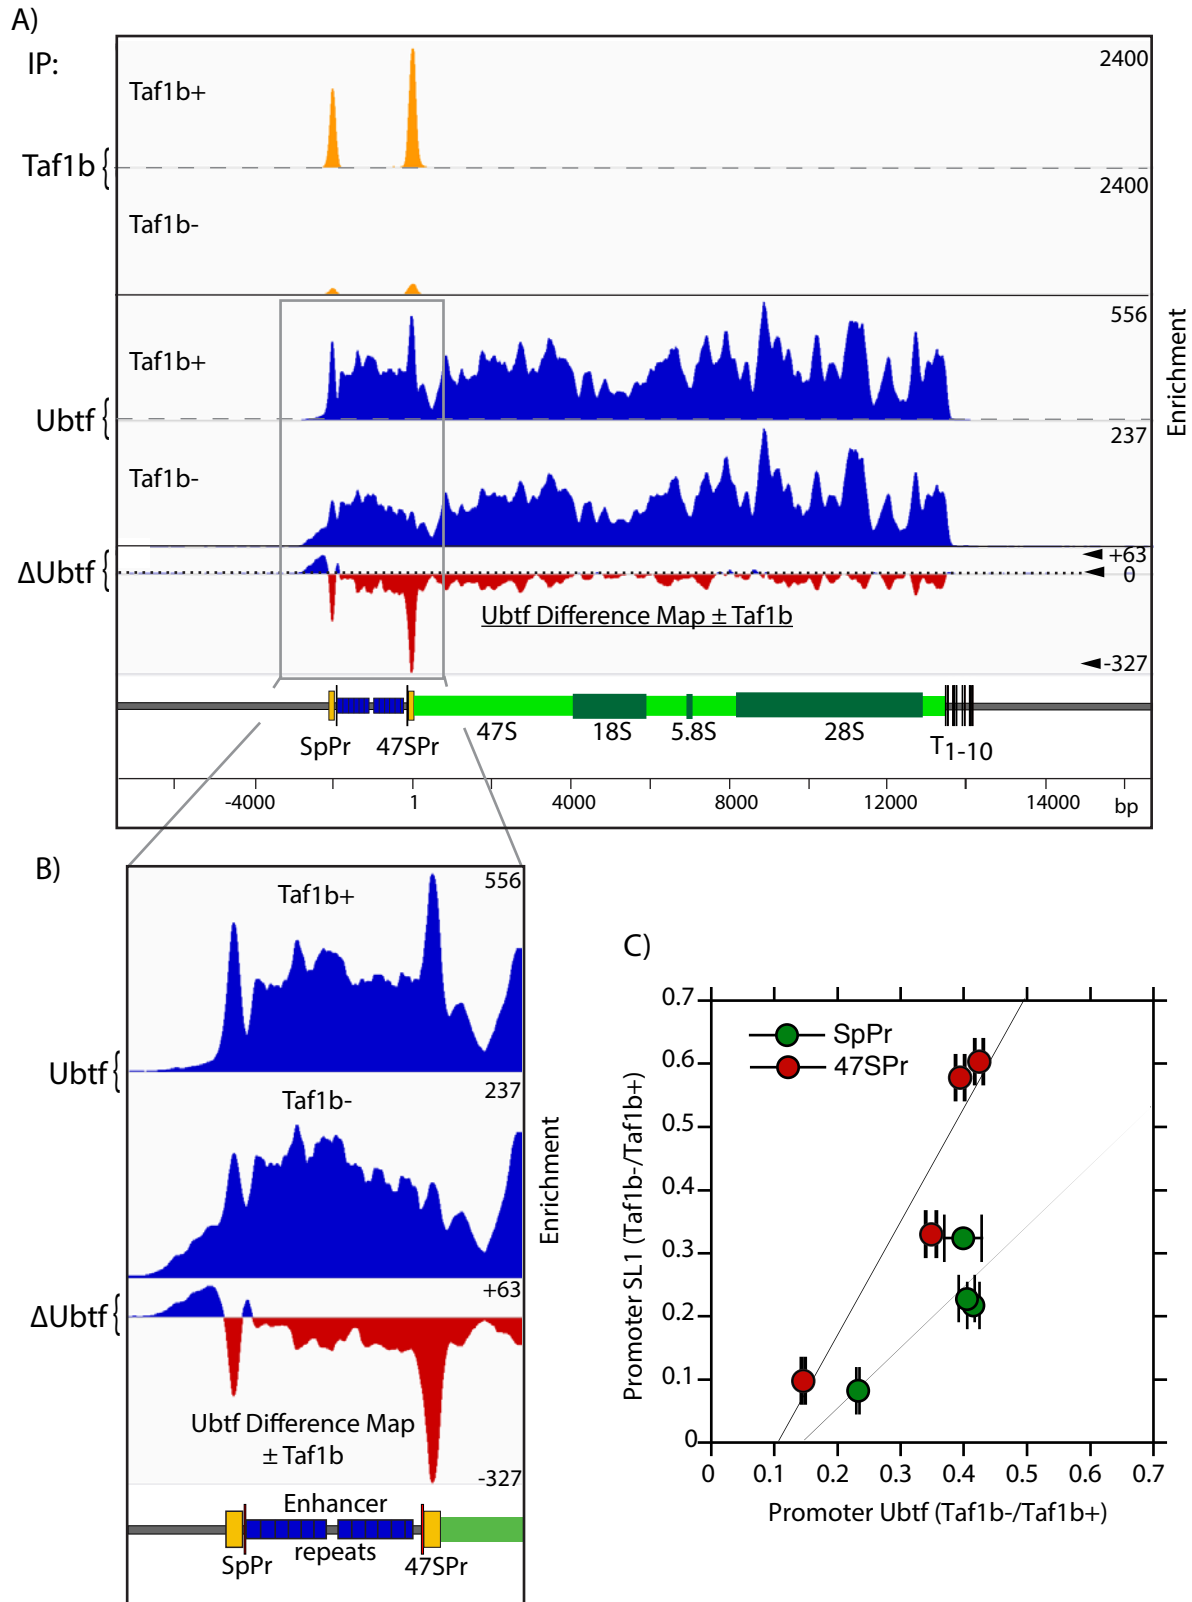 A)
IP:
Taf1b+
2400
Taf1b {
2400
Taf1b-
Taf1b+
556
Ubtf {
Enrichment
237
Taf1b-
ΔUbtf {
+63
0
Ubtf Difference Map ± Taf1b
-327
SpPr 47SPr 47S 18S 5.8S 28S T1-10
-4000 1 4000 8000 12000 14000 bp
B)
556
Taf1b+
Ubtf {
237
Taf1b-
Enrichment
+63
ΔUbtf {
Ubtf Difference Map
± Taf1b
-327
Enhancer
repeats
SpPr 47SPr
C)
0.7
SpPr
47SPr
0.6
0.5
0.4
0.3
0.2
0.1
0
Promoter SL1 (Taf1b-/Taf1b+)
0 0.1 0.2 0.3 0.4 0.5 0.6 0.7
Promoter Ubtf (Taf1b-/Taf1b+)